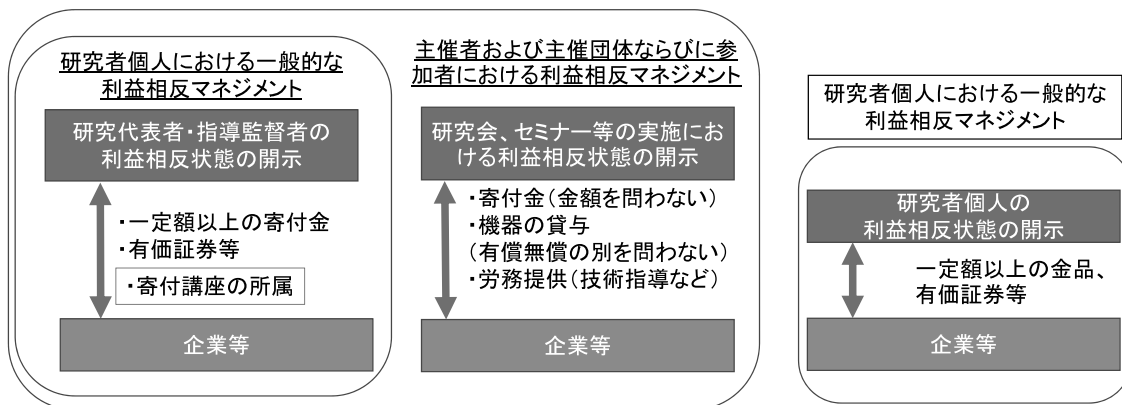 研究者個人における一般的な
利益相反マネジメント
研究代表者・指導監督者の
利益相反状態の開示
・一定額以上の寄付金
・有価証券等
・寄付講座の所属
企業等
主催者および主催団体ならびに参
加者における利益相反マネジメント
研究会、セミナー等の実施にお
ける利益相反状態の開示
・寄付金(金額を問わない)
・機器の貸与
(有償無償の別を問わない)
・労務提供(技術指導など)
企業等
研究者個人における一般的な
利益相反マネジメント
研究者個人の
利益相反状態の開示
一定額以上の金品、
有価証券等
企業等